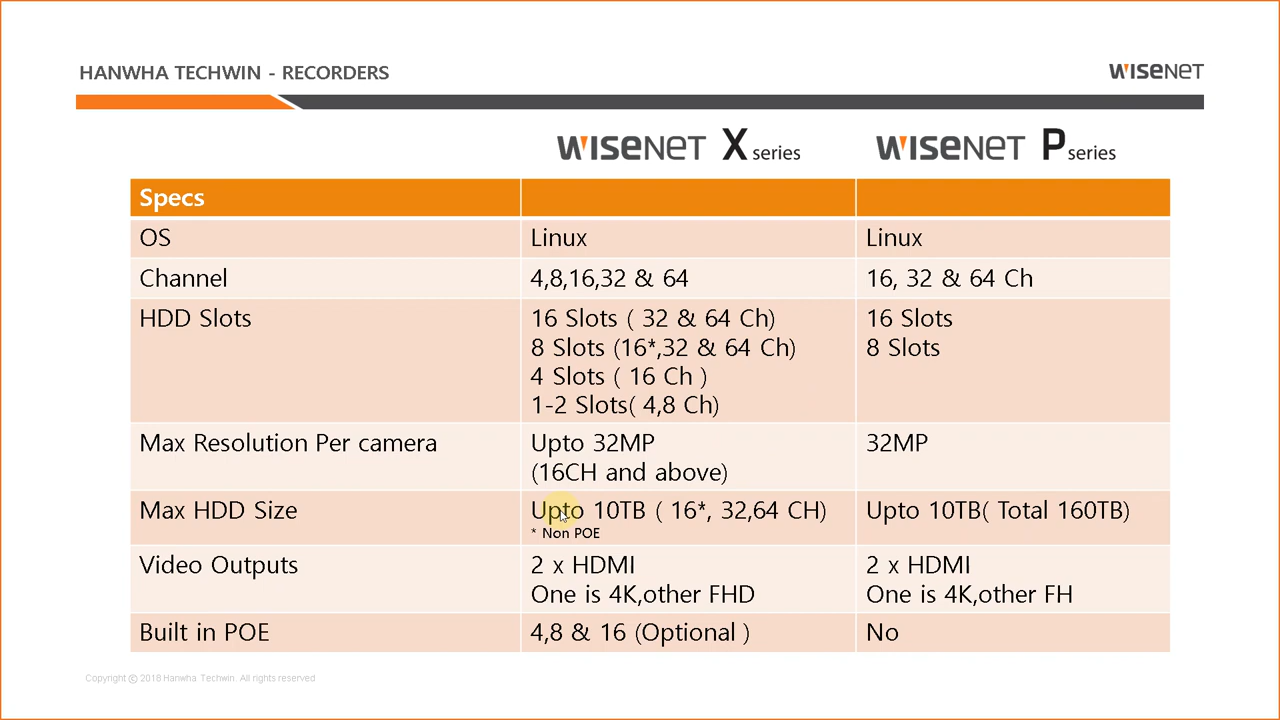 HANWHA TECHWIN - RECORDERS
WISENET
WISENET X series
WISENET P series
Specs
OS
Linux
Linux
Channel
4,8,16,32 & 64
16, 32 & 64 Ch
HDD Slots
16 Slots ( 32 & 64 Ch)
8 Slots (16*,32 & 64 Ch)
4 Slots ( 16 Ch )
1-2 Slots( 4,8 Ch)
16 Slots
8 Slots
Max Resolution Per camera
Upto 32MP
(16CH and above)
32MP
Max HDD Size
Upto 10TB ( 16*, 32,64 CH)
* Non POE
Upto 10TB( Total 160TB)
Video Outputs
2 x HDMI
One is 4K,other FHD
2 x HDMI
One is 4K,other FH
Built in POE
4,8 & 16 (Optional )
No
Copyright ⓒ 2018 Hanwha Techwin. All rights reserved